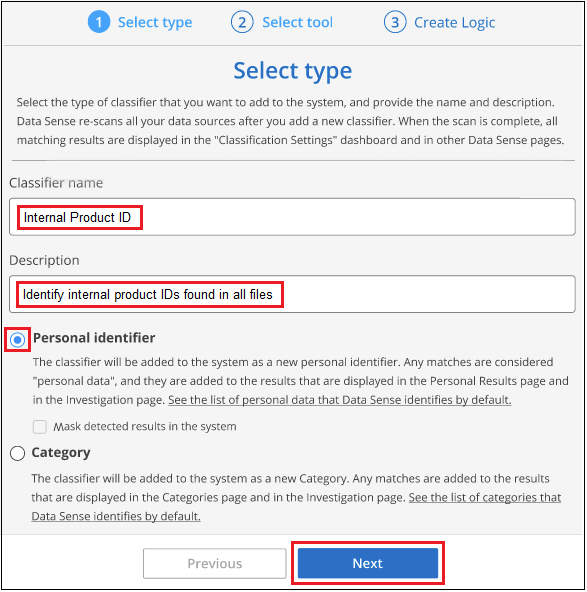 1 Select type 2 Select tool 3 Create Logic
Select type
Select the type of classifier that you want to add to the system, and provide the name and description.
Data Sense re-scans all your data sources after you add a new classifier. When the scan is complete, all
matching results are displayed in the "Classification Settings" dashboard and in other Data Sense pages.
Classifier name
Internal Product ID
Description
Identify internal product IDs found in all files
Personal identifier
The classifier will be added to the system as a new personal identifier. Any matches are considered
"personal data", and they are added to the results that are displayed in the Personal Results page and
in the Investigation page. See the list of personal data that Data Sense identifies by default.
Mask detected results in the system
Category
The classifier will be added to the system as a new Category. Any matches are added to the results
that are displayed in the Categories page and in the Investigation page. See the list of categories that
Data Sense identifies by default.
Previous Next